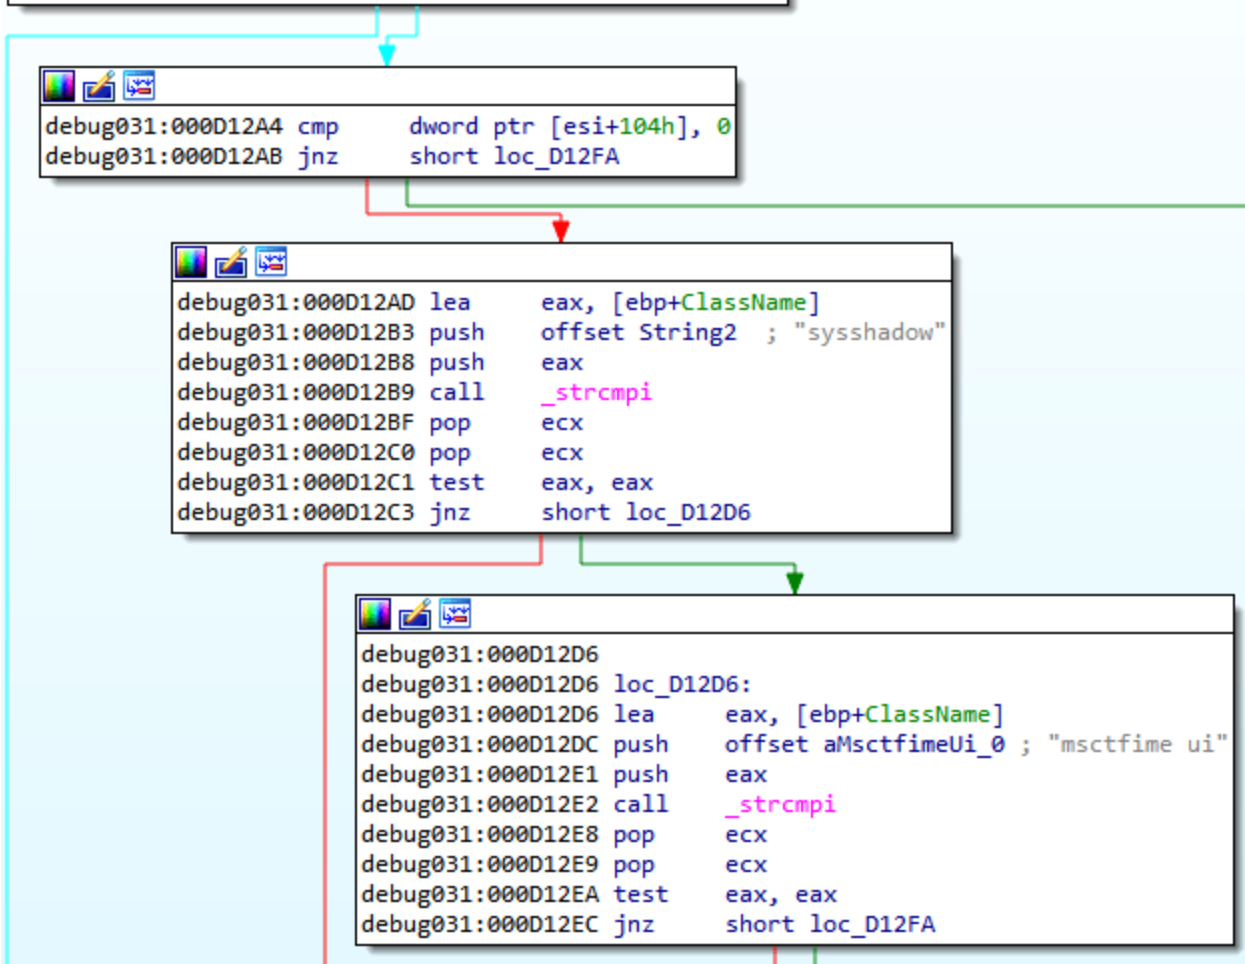 debug031:000D12A4 cmp     dword ptr [esi+104h], 0
debug031:000D12AB jnz     short loc_D12FA
debug031:000D12AD lea     eax, [ebp+ClassName]
debug031:000D12B3 push    offset String2  ; "sysshadow"
debug031:000D12B8 push    eax
debug031:000D12B9 call    _strcmpi
debug031:000D12BF pop     ecx
debug031:000D12C0 pop     ecx
debug031:000D12C1 test    eax, eax
debug031:000D12C3 jnz     short loc_D12D6
debug031:000D12D6
debug031:000D12D6 loc_D12D6:
debug031:000D12D6 lea     eax, [ebp+ClassName]
debug031:000D12DC push    offset aMsctfimeUi_0 ; "msctfime ui"
debug031:000D12E1 push    eax
debug031:000D12E2 call    _strcmpi
debug031:000D12E8 pop     ecx
debug031:000D12E9 pop     ecx
debug031:000D12EA test    eax, eax
debug031:000D12EC jnz     short loc_D12FA